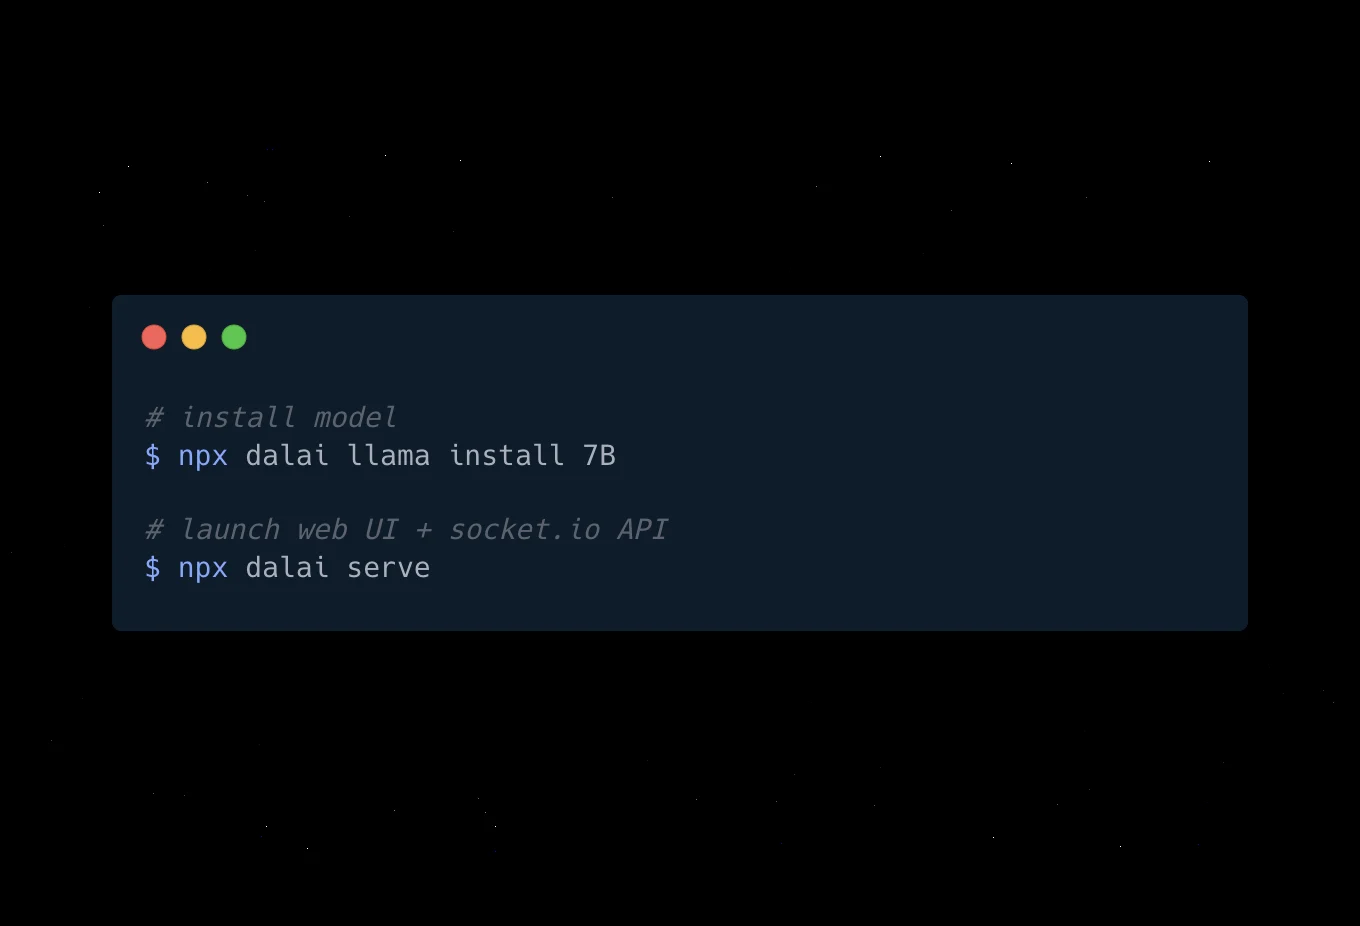 # install model
$ npx dalai llama install 7B
# launch web UI + socket.io API
$ npx dalai serve